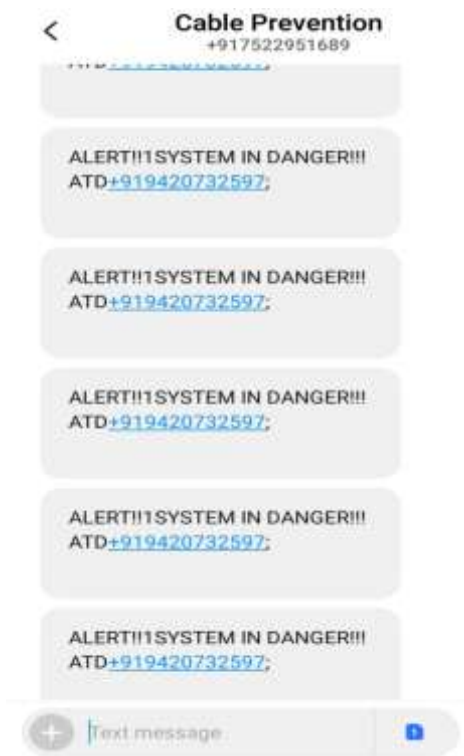 Cable Prevention
+917522951689
ALERT!!1SYSTEM IN DANGER!!!
ATD+919420732597;
ALERT!!1SYSTEM IN DANGER!!!
ATD+919420732597;
ALERT!!1SYSTEM IN DANGER!!!
ATD+919420732597;
ALERT!!1SYSTEM IN DANGER!!!
ATD+919420732597;
ALERT!!1SYSTEM IN DANGER!!!
ATD+919420732597;
Text message